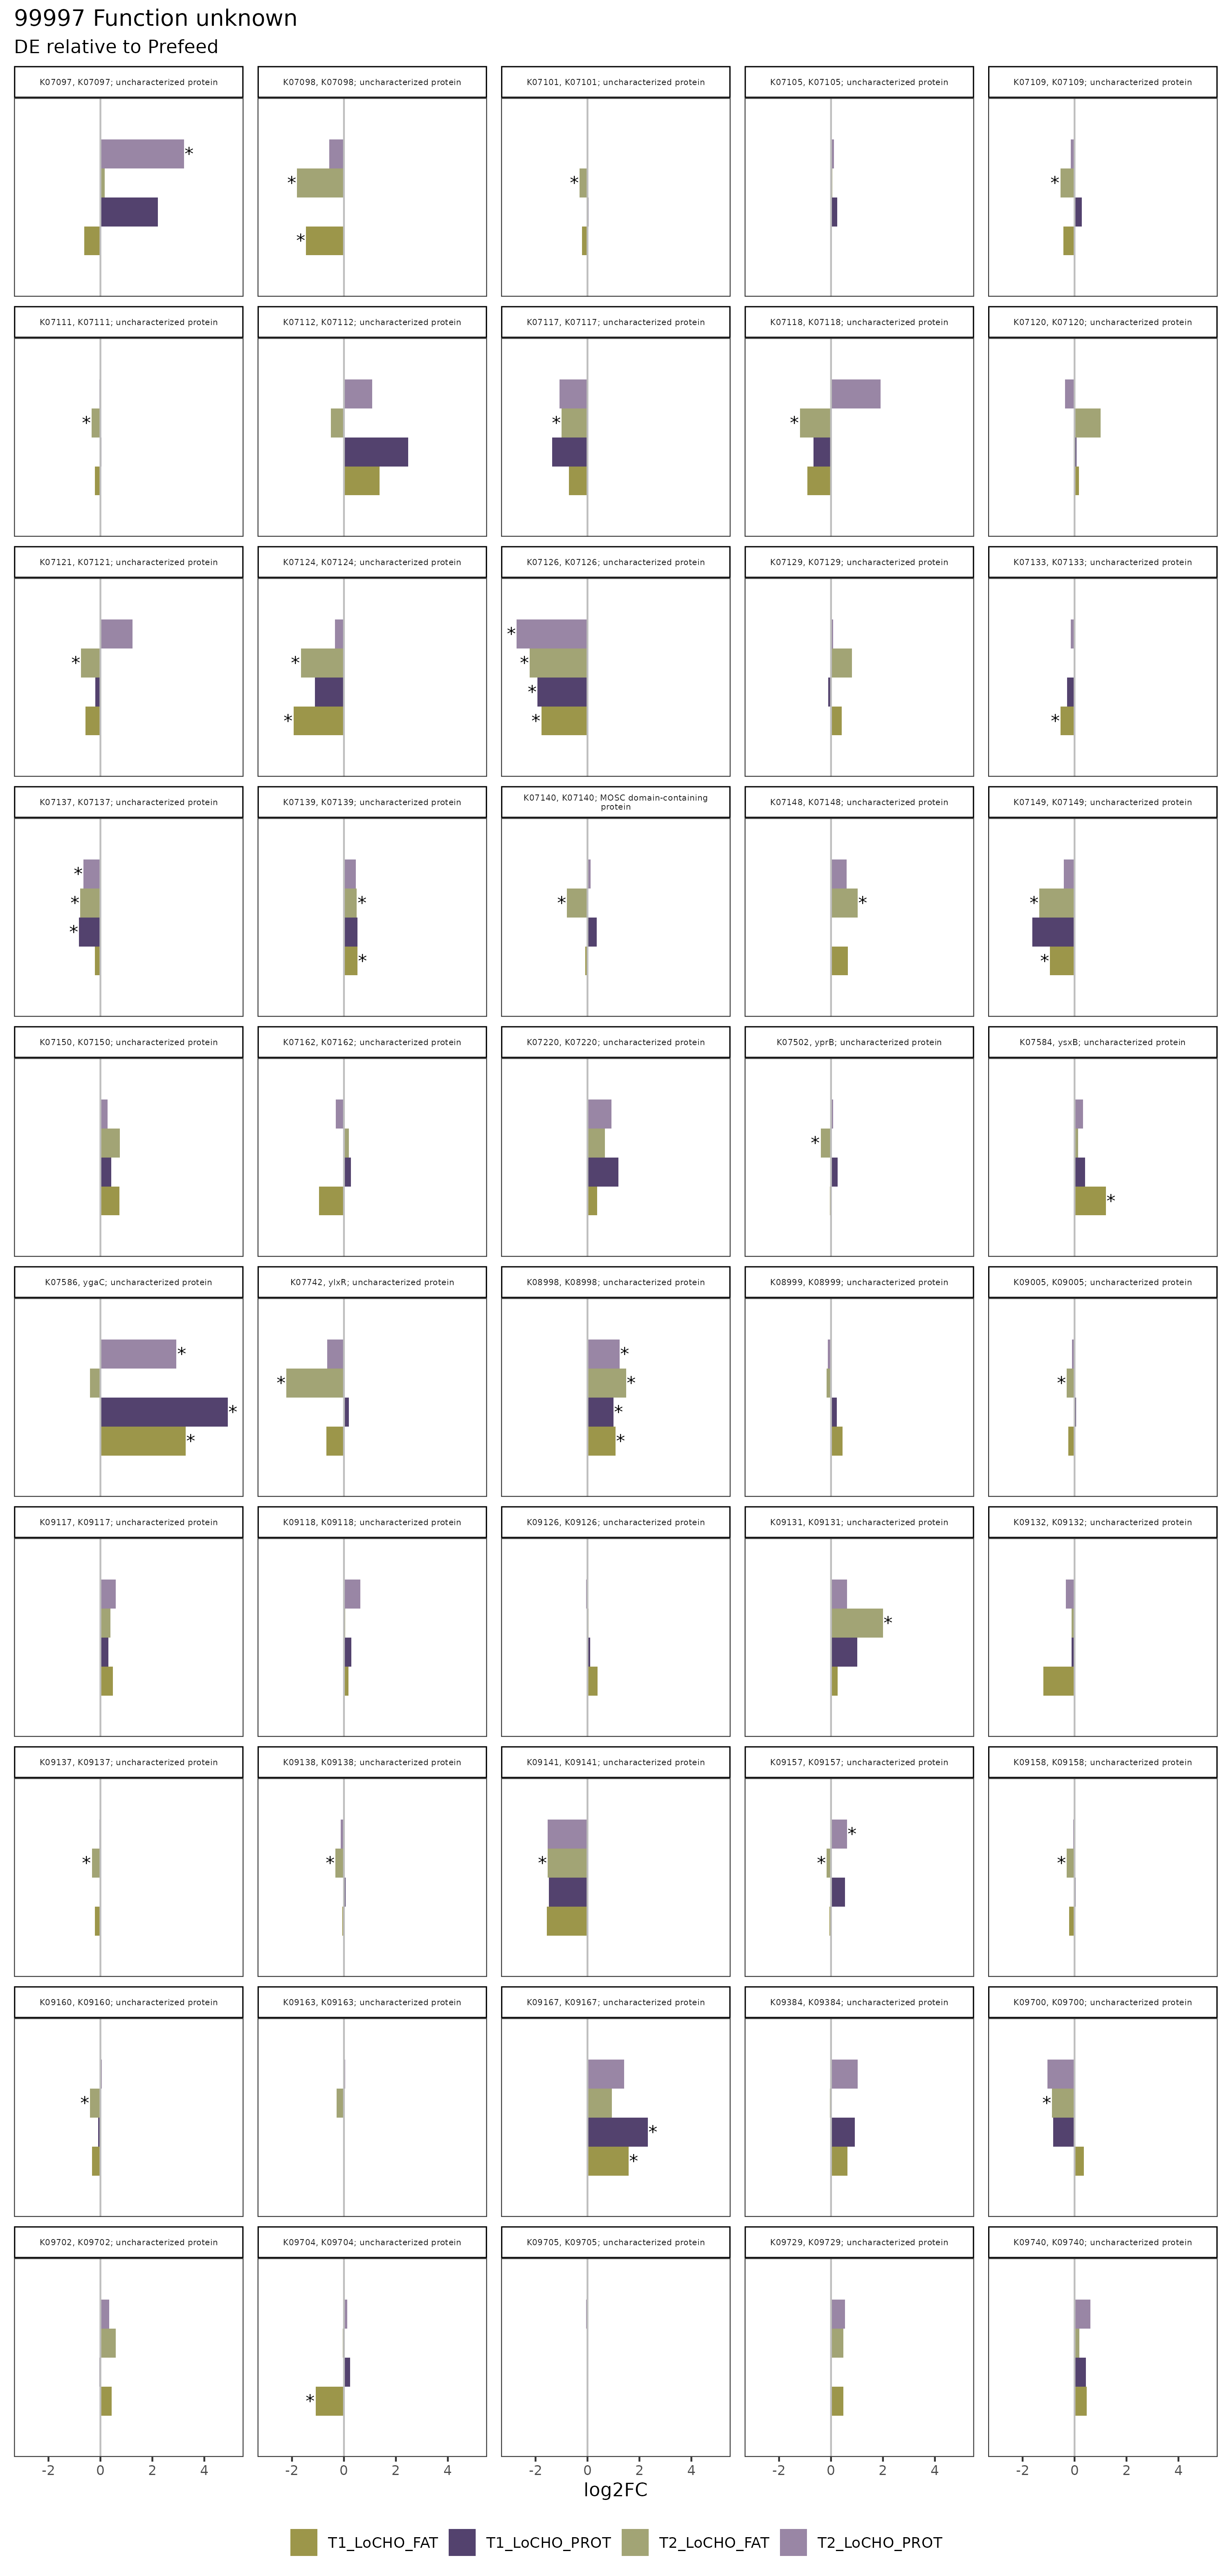 99997 Function unknown
DE relative to Prefeed
K07097, K07097; uncharacterized protein
K07098, K07098; uncharacterized protein
K07101, K07101; uncharacterized protein
K07105, K07105; uncharacterized protein
K07109, K07109; uncharacterized protein
*
*
*
*
*
K07111, K07111; uncharacterized protein
K07112, K07112; uncharacterized protein
K07117, K07117; uncharacterized protein
K07118, K07118; uncharacterized protein
K07120, K07120; uncharacterized protein
*
*
*
K07121, K07121; uncharacterized protein
K07124, K07124; uncharacterized protein
K07126, K07126; uncharacterized protein
K07129, K07129; uncharacterized protein
K07133, K07133; uncharacterized protein
*
*
*
*
*
*
*
*
K07137, K07137; uncharacterized protein
K07139, K07139; uncharacterized protein
K07140, K07140; MOSC domain-containing
protein
K07148, K07148; uncharacterized protein
K07149, K07149; uncharacterized protein
*
*
*
*
*
*
*
*
*
K07150, K07150; uncharacterized protein
K07162, K07162; uncharacterized protein
K07220, K07220; uncharacterized protein
K07502, yprB; uncharacterized protein
K07584, ysxB; uncharacterized protein
*
*
K07586, ygaC; uncharacterized protein
K07742, ylxR; uncharacterized protein
K08998, K08998; uncharacterized protein
K08999, K08999; uncharacterized protein
K09005, K09005; uncharacterized protein
*
*
*
*
*
*
*
*
*
K09117, K09117; uncharacterized protein
K09118, K09118; uncharacterized protein
K09126, K09126; uncharacterized protein
K09131, K09131; uncharacterized protein
K09132, K09132; uncharacterized protein
*
K09137, K09137; uncharacterized protein
K09138, K09138; uncharacterized protein
K09141, K09141; uncharacterized protein
K09157, K09157; uncharacterized protein
K09158, K09158; uncharacterized protein
*
*
*
*
*
*
K09160, K09160; uncharacterized protein
K09163, K09163; uncharacterized protein
K09167, K09167; uncharacterized protein
K09384, K09384; uncharacterized protein
K09700, K09700; uncharacterized protein
*
*
*
*
K09702, K09702; uncharacterized protein
K09704, K09704; uncharacterized protein
K09705, K09705; uncharacterized protein
K09729, K09729; uncharacterized protein
K09740, K09740; uncharacterized protein
*
-2 0 2 4 -2 0 2 4 -2 0 2 4 -2 0 2 4 -2 0 2 4
log2FC
T1_LoCHO_FAT T1_LoCHO_PROT T2_LoCHO_FAT T2_LoCHO_PROT